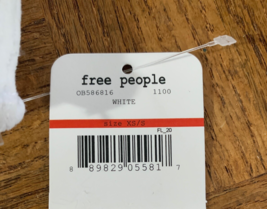 free people
OB586816 1100
WHITE
size XS/S
FL_20
8 89829 05581 7